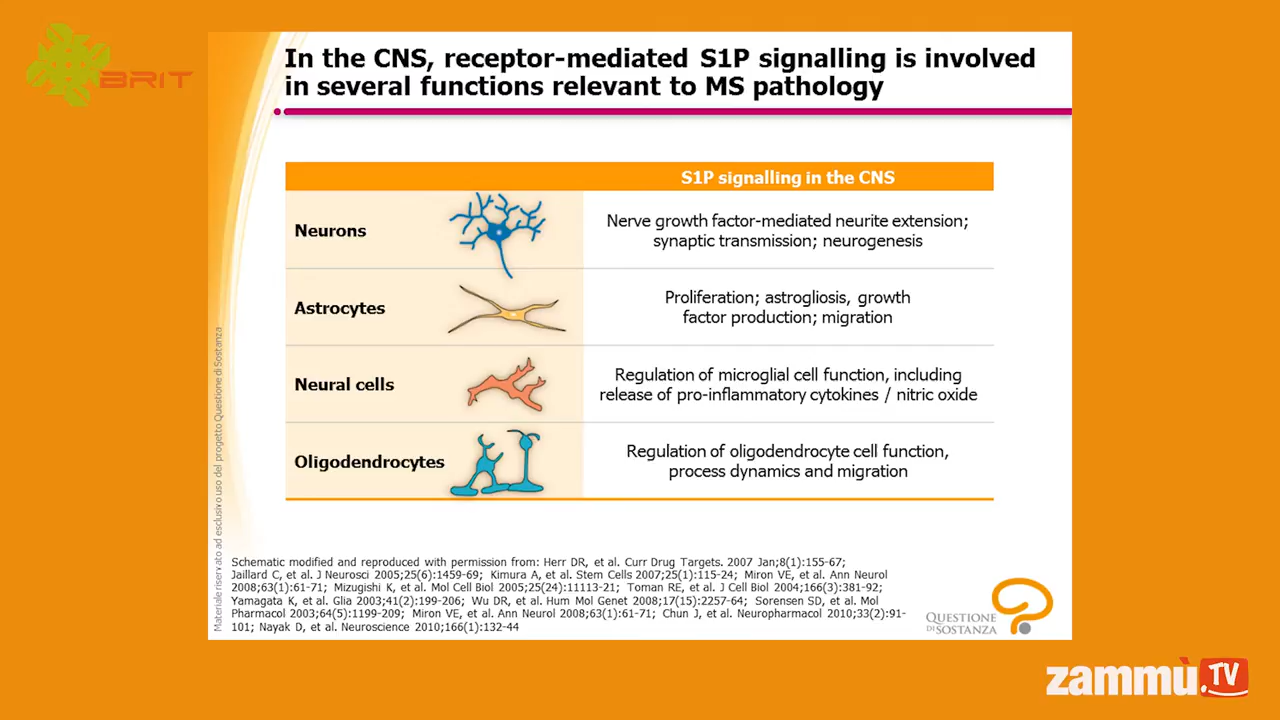 BRIT
In the CNS, receptor-mediated S1P signalling is involved
in several functions relevant to MS pathology
S1P signalling in the CNS
Neurons
Nerve growth factor-mediated neurite extension;
synaptic transmission; neurogenesis
Astrocytes
Proliferation; astrogliosis, growth
factor production; migration
Neural cells
Regulation of microglial cell function, including
release of pro-inflammatory cytokines / nitric oxide
Oligodendrocytes
Regulation of oligodendrocyte cell function,
process dynamics and migration
Materiale riservato ad esclusivo uso del progetto Questione di Sostanza
Schematic modified and reproduced with permission from: Herr DR, et al. Curr Drug Targets. 2007 Jan;8(1):155-67;
Jaillard C, et al. J Neurosci 2005;25(6):1459-69; Kimura A, et al. Stem Cells 2007;25(1):115-24; Miron VE, et al. Ann Neurol
2008;63(1):61-71; Mizugishi K, et al. Mol Cell Biol 2005;25(24):11113-21; Toman RE, et al. J Cell Biol 2004;166(3):381-92;
Yamagata K, et al. Glia 2003;41(2):199-206; Wu DR, et al. Hum Mol Genet 2008;17(15):2257-64; Sorensen SD, et al. Mol
Pharmacol 2003;64(5):1199-209; Miron VE, et al. Ann Neurol 2008;63(1):61-71; Chun J, et al. Neuropharmacol 2010;33(2):91-
101; Nayak D, et al. Neuroscience 2010;166(1):132-44
QUESTIONE
DI SOSTANZA
zammù.TV